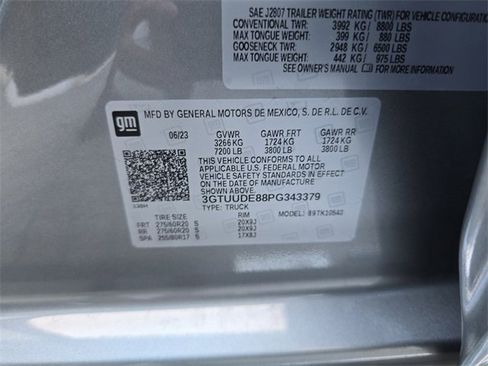 SAE J2807 TRAILER WEIGHT RATING (TWR) FOR VEHICLE CONFIGURATION
CONVENTIONAL TWR: 3992 KG / 8800 LBS
MAX TONGUE WEIGHT: 399 KG / 880 LBS
GOOSENECK TWR: 2948 KG / 6500 LBS
MAX TONGUE WEIGHT: 442 KG / 975 LBS
SEE OWNER'S MANUAL FOR MORE INFORMATION
gm
MFD BY GENERAL MOTORS DE MEXICO, S. DE R.L. DE C.V.
06/23 GVWR GAWR FRT GAWR RR
3266 KG 1724 KG 1724 KG
7200 LB 3800 LB 3800 LB
THIS VEHICLE CONFORMS TO ALL
APPLICABLE U.S. FEDERAL MOTOR
VEHICLE SAFETY, BUMPER, AND
THEFT PREVENTION STANDARDS IN
EFFECT ON THE DATE OF
MANUFACTURE SHOWN ABOVE.
3GTUUDE88PG343379
TYPE: TRUCK MODEL: 89TK10543
TIRE SIZE RIM
FRT 275/60R20 S 20X9J
RR 275/60R20 S 20X9J
SPA 255/80R17 S 17X8J